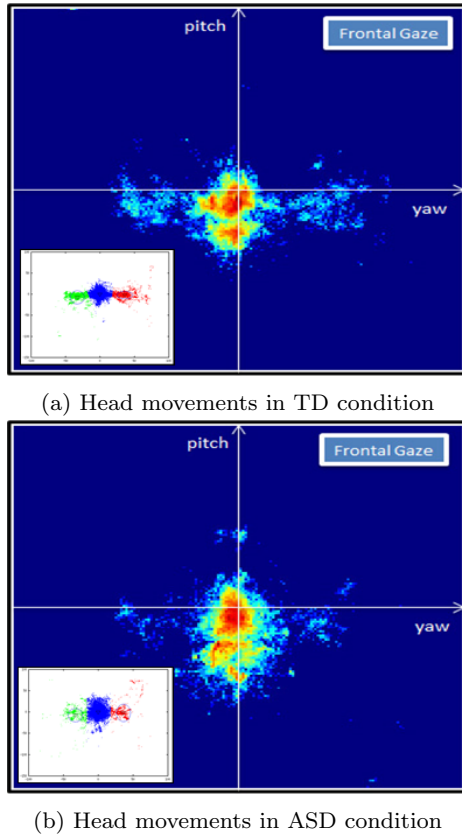 pitch
Frontal Gaze
yaw
(a) Head movements in TD condition
pitch
Frontal Gaze
yaw
(b) Head movements in ASD condition